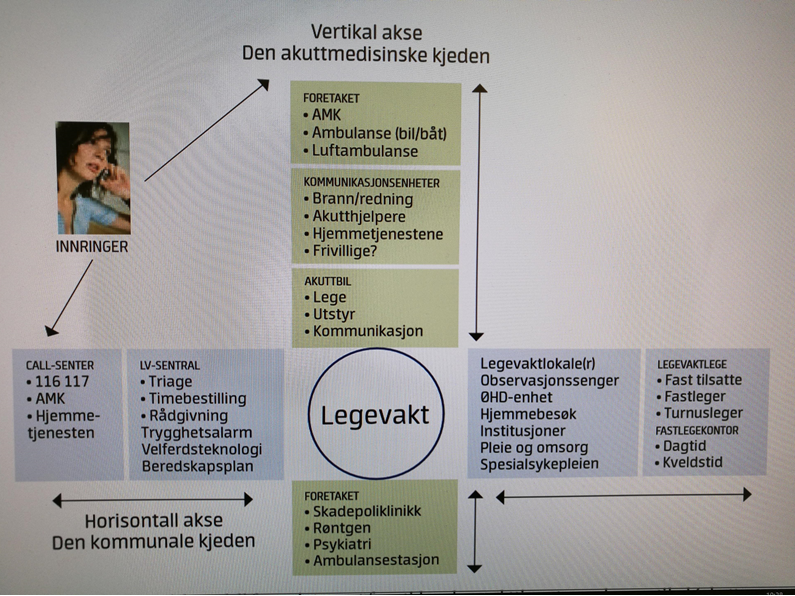 Vertikal akse
Den akuttmedisinske kjeden
FORETAKET
• AMK
• Ambulanse (bil/båt)
• Luftambulanse
KOMMUNIKASJONSENHETER
• Brann/redning
• Akutthjelpere
• Hjemmetjenestene
• Frivillige?
INNRINGER
AKUTTBIL
• Lege
• Utstyr
• Kommunikasjon
CALL-SENTER
• 116 117
• AMK
• Hjemme-
tjenesten
LV-SENTRAL
• Triage
• Timebestilling
• Rådgivning
Trygghetsalarm
Velferdsteknologi
Beredskapsplan
Legevakt
Legevaktlokale(r)
Observasjonssenger
ØHD-enhet
Hjemmebesøk
Institusjoner
Pleie og omsorg
Spesialsykepleien
LEGEVAKTLEGE
• Fast tilsatte
• Fastleger
• Turnusleger
FASTLEGEKONTOR
• Dagtid
• Kveldstid
Horisontall akse
Den kommunale kjeden
FORETAKET
• Skadepoliklinikk
• Røntgen
• Psykiatri
• Ambulansestasjon